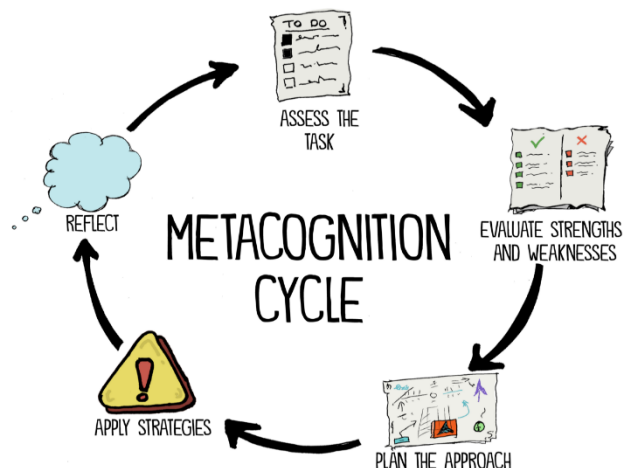 TO DO
ASSESS THE
TASK
EVALUATE STRENGTHS
AND WEAKNESSES
PLAN THE APPROACH
APPLY STRATEGIES
REFLECT
METACOGNITION
CYCLE